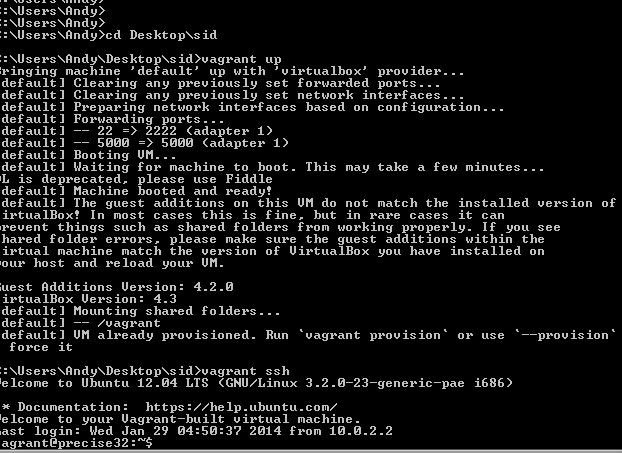 :\Users\Andy>
:\Users\Andy>
:\Users\Andy>cd Desktop\sid
:\Users\Andy\Desktop\sid>vagrant up
ringing machine 'default' up with 'virtualbox' provider...
default] Clearing any previously set forwarded ports...
default] Clearing any previously set network interfaces...
default] Preparing network interfaces based on configuration...
default] Forwarding ports...
default] -- 22 => 2222 (adapter 1)
default] -- 5000 => 5000 (adapter 1)
default] Booting VM...
default] Waiting for machine to boot. This may take a few minutes...
DL is deprecated, please use Fiddle
default] Machine booted and ready!
default] The guest additions on this VM do not match the installed version of
irtualBox! In most cases this is fine, but in rare cases it can
revent things such as shared folders from working properly. If you see
hared folder errors, please make sure the guest additions within the
irtual machine match the version of VirtualBox you have installed on
our host and reload your VM.
Guest Additions Version: 4.2.0
irtualBox Version: 4.3
default] Mounting shared folders...
default] -- /vagrant
default] VM already provisioned. Run `vagrant provision` or use `--provision`
force it
:\Users\Andy\Desktop\sid>vagrant ssh
elcome to Ubuntu 12.04 LTS (GNU/Linux 3.2.0-23-generic-pae i686)
* Documentation:  https://help.ubuntu.com/
elcome to your Vagrant-built virtual machine.
ast login: Wed Jan 29 04:50:37 2014 from 10.0.2.2
agrant@precise32:~$